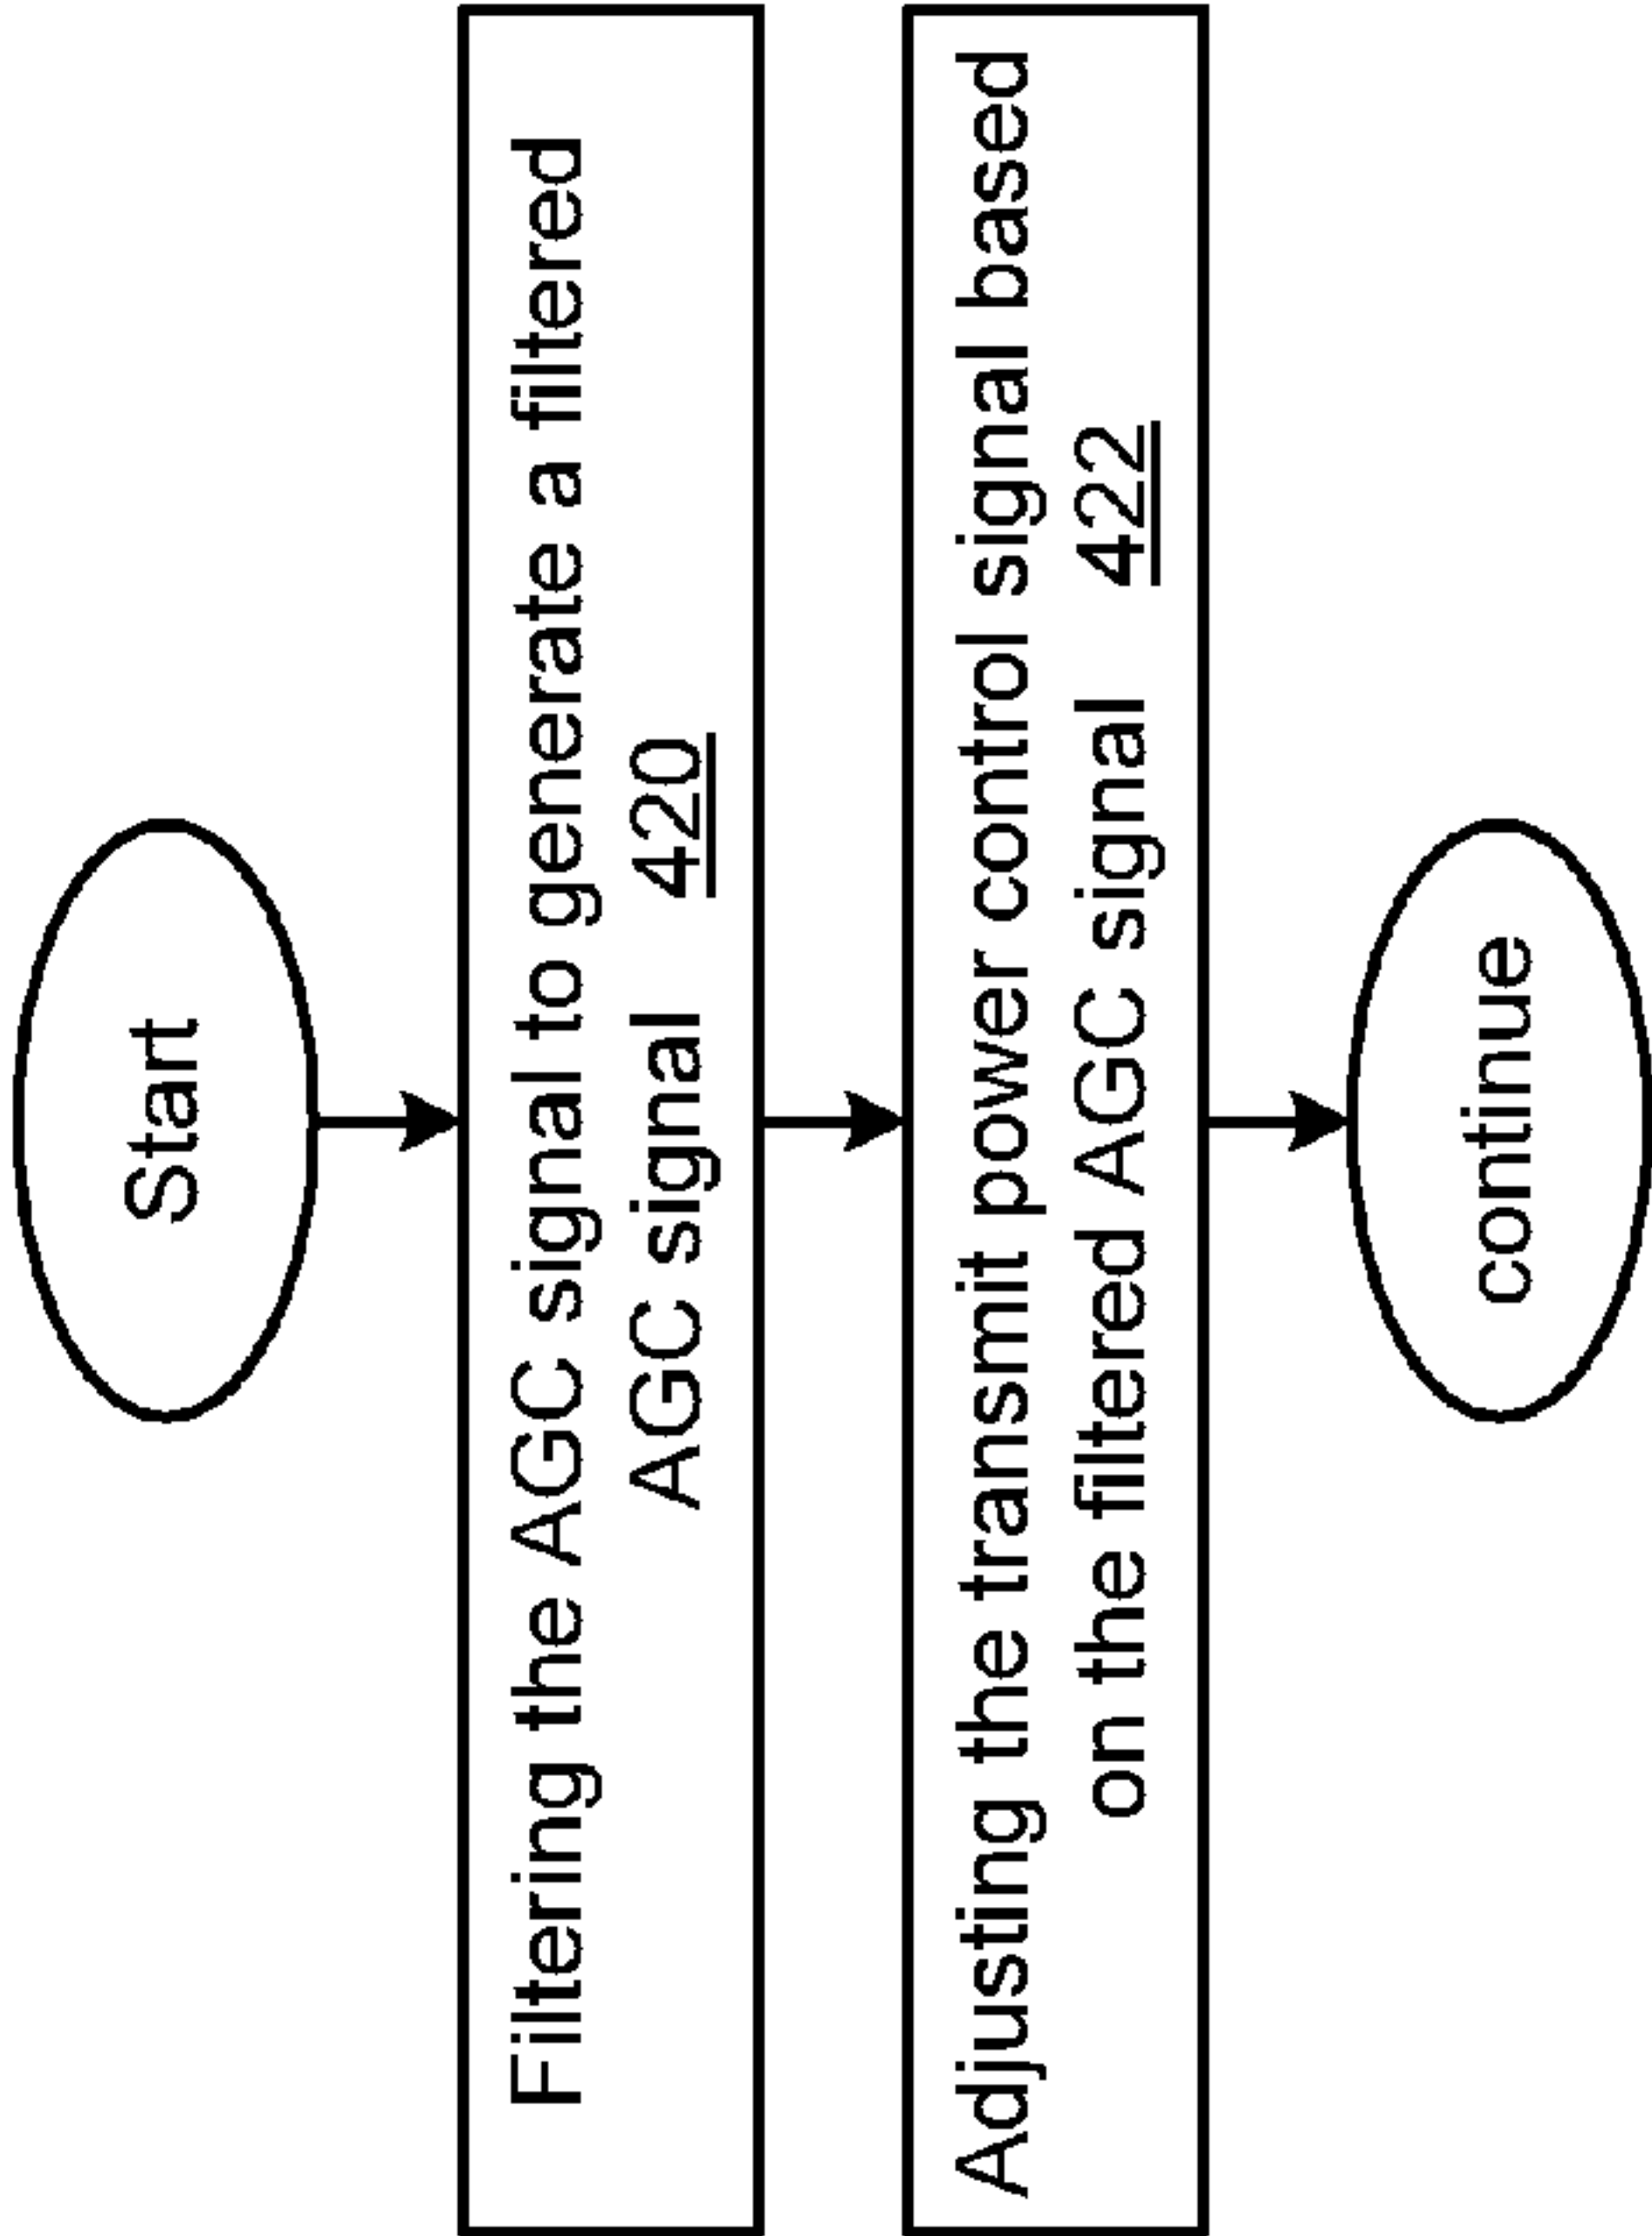 Start
Filtering the AGC signal to generate a filtered
AGC signal 420
Adjusting the transmit power control signal based
on the filtered AGC signal 422
continue